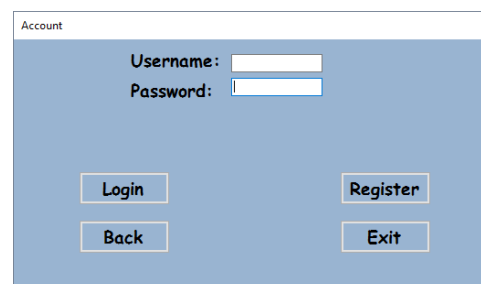 Account
Username:
Password:
Login
Register
Back
Exit